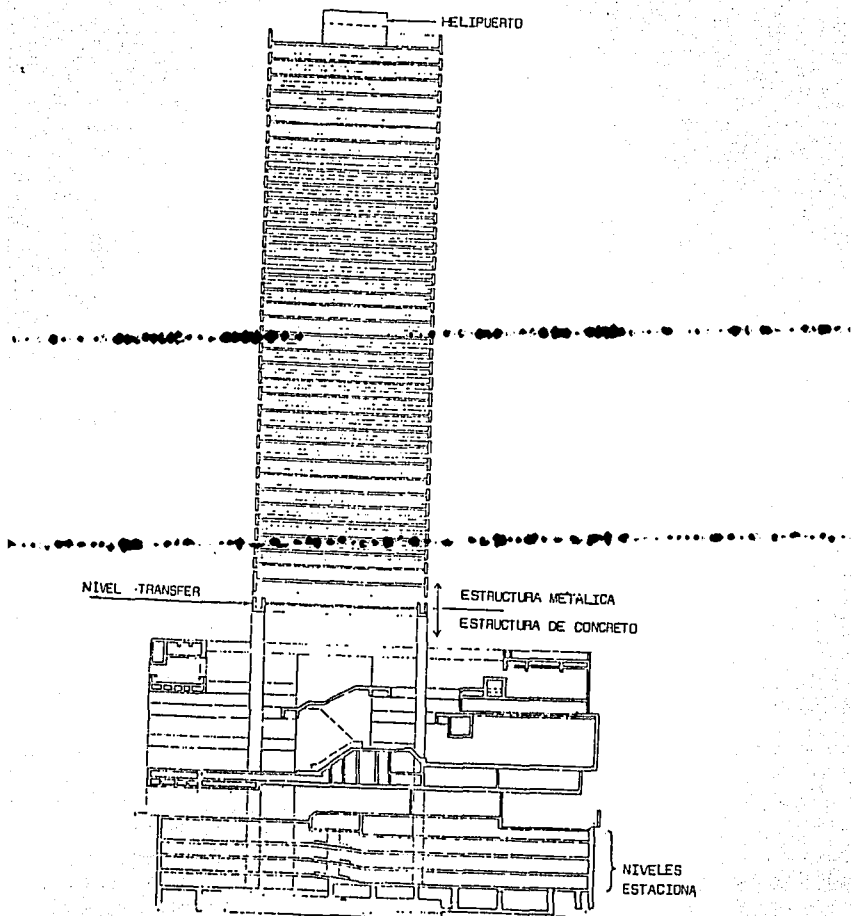 HELIPUERTO
NIVEL TRANSFER
ESTRUCTURA METALICA
ESTRUCTURA DE CONCRETO
NIVELES
ESTACIONA